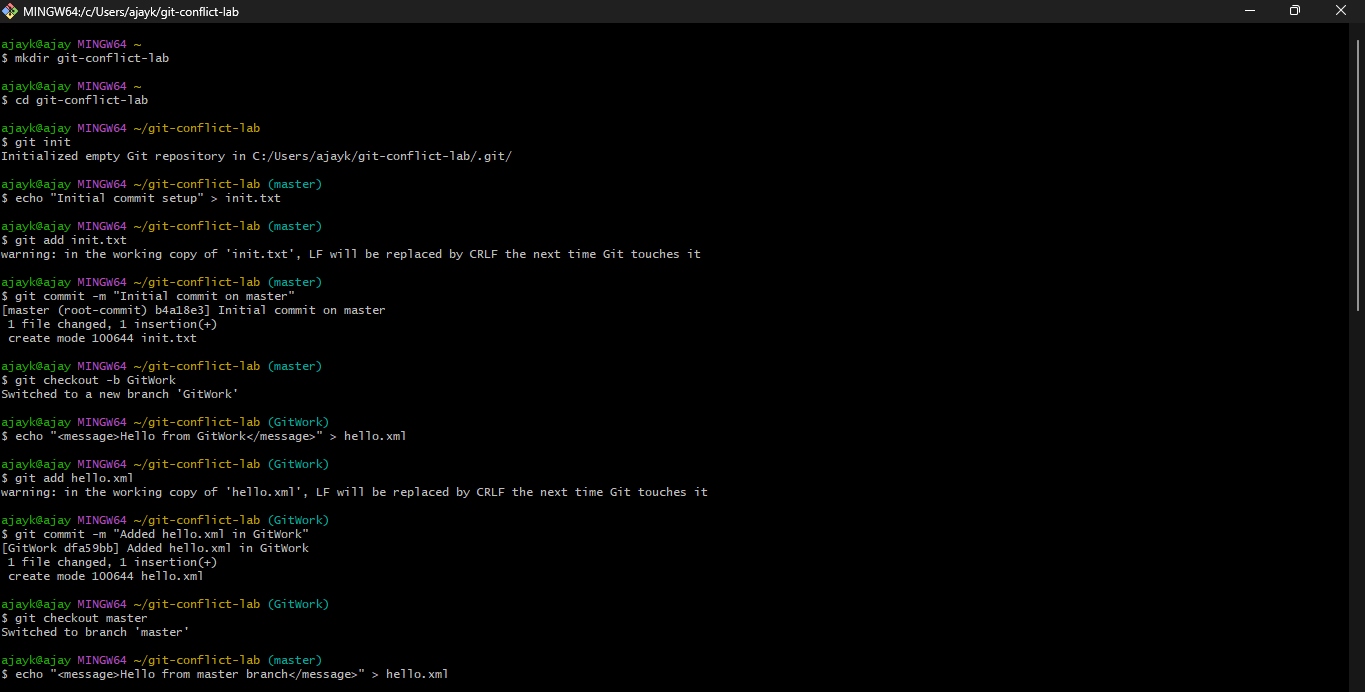 MINGW64:/c/Users/ajayk/git-conflict-lab
ajayk@ajay MINGW64 ~
$ mkdir git-conflict-lab
ajayk@ajay MINGW64 ~
$ cd git-conflict-lab
ajayk@ajay MINGW64 ~/git-conflict-lab
$ git init
Initialized empty Git repository in C:/Users/ajayk/git-conflict-lab/.git/
ajayk@ajay MINGW64 ~/git-conflict-lab (master)
$ echo "Initial commit setup" > init.txt
ajayk@ajay MINGW64 ~/git-conflict-lab (master)
$ git add init.txt
warning: in the working copy of 'init.txt', LF will be replaced by CRLF the next time Git touches it
ajayk@ajay MINGW64 ~/git-conflict-lab (master)
$ git commit -m "Initial commit on master"
[master (root-commit) b4a18e3] Initial commit on master
 1 file changed, 1 insertion(+)
 create mode 100644 init.txt
ajayk@ajay MINGW64 ~/git-conflict-lab (master)
$ git checkout -b GitWork
Switched to a new branch 'GitWork'
ajayk@ajay MINGW64 ~/git-conflict-lab (GitWork)
$ echo "<message>Hello from GitWork</message>" > hello.xml
ajayk@ajay MINGW64 ~/git-conflict-lab (GitWork)
$ git add hello.xml
warning: in the working copy of 'hello.xml', LF will be replaced by CRLF the next time Git touches it
ajayk@ajay MINGW64 ~/git-conflict-lab (GitWork)
$ git commit -m "Added hello.xml in GitWork"
[GitWork dfa59bb] Added hello.xml in GitWork
 1 file changed, 1 insertion(+)
 create mode 100644 hello.xml
ajayk@ajay MINGW64 ~/git-conflict-lab (GitWork)
$ git checkout master
Switched to branch 'master'
ajayk@ajay MINGW64 ~/git-conflict-lab (master)
$ echo "<message>Hello from master branch</message>" > hello.xml